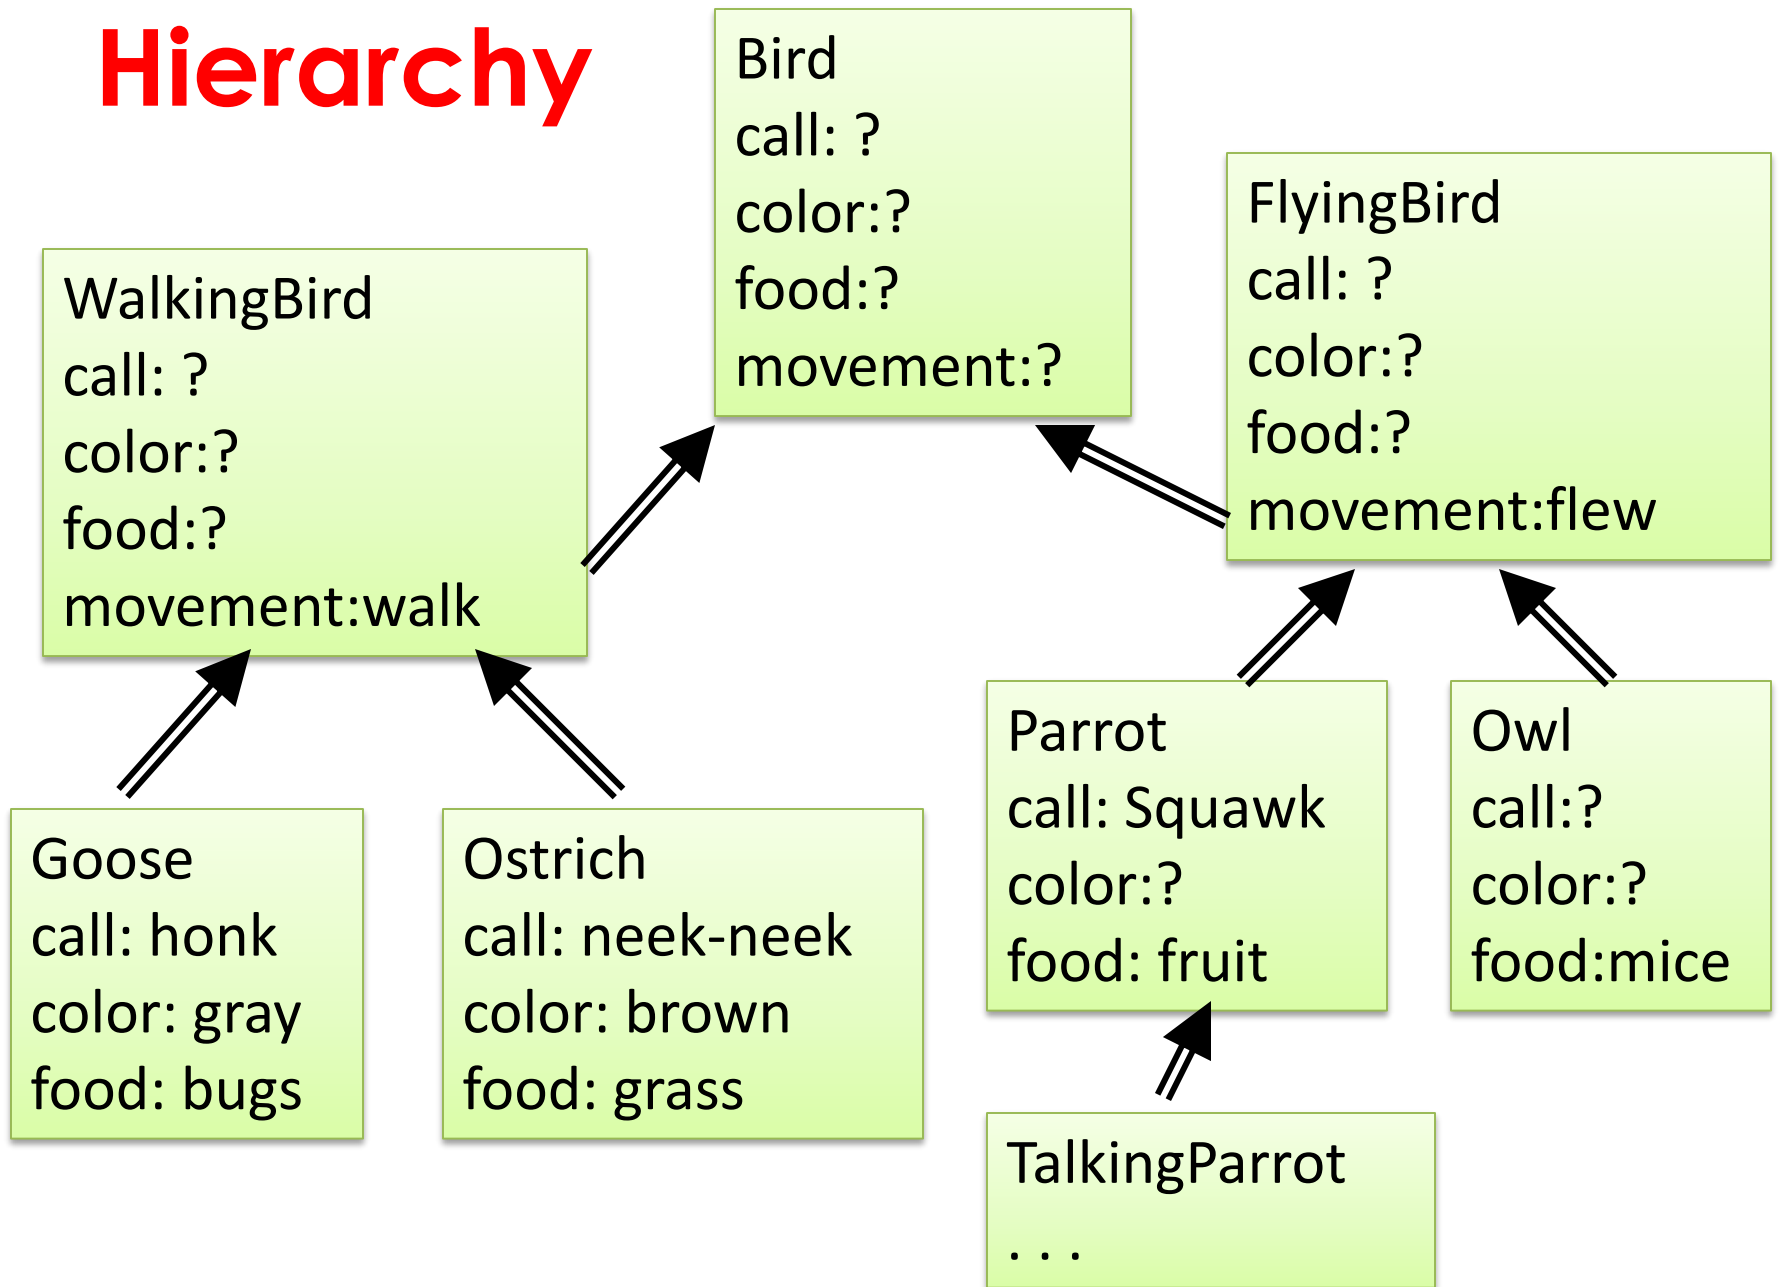 Hierarchy
Bird
call: ?
color:?
food:?
movement:?
FlyingBird
call: ?
color:?
food:?
movement:flew
WalkingBird
call: ?
color:?
food:?
movement:walk
Goose
call: honk
color: gray
food: bugs
Ostrich
call: neek-neek
color: brown
food: grass
Parrot
call: Squawk
color:?
food: fruit
Owl
call:?
color:?
food:mice
TalkingParrot
. . .